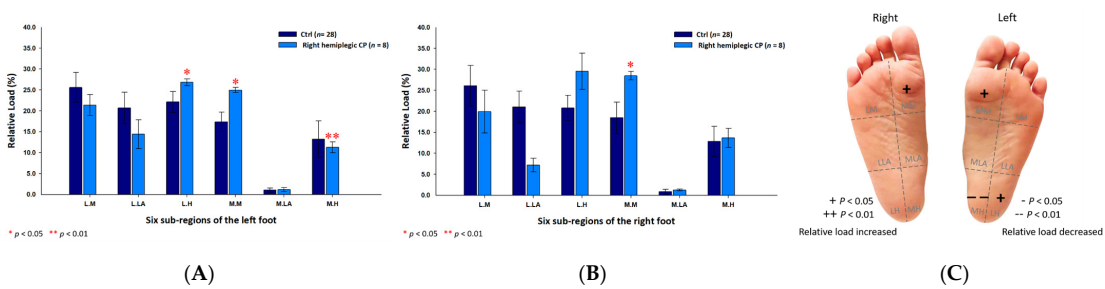 40.0
35.0
30.0
25.0
20.0
15.0
10.0
5.0
0.0
Relative Load (%)
Ctrl (n= 28)
Right hemiplegic CP (n = 8)
*
*
**
L.M L.LA L.H M.M M.LA M.H
Six sub-regions of the left foot
* p < 0.05 ** p < 0.01
(A)
40.0
35.0
30.0
25.0
20.0
15.0
10.0
5.0
0.0
Relative Load (%)
Ctrl (n= 28)
Right hemiplegic CP (n = 8)
*
L.M L.LA L.H M.M M.LA M.H
Six sub-regions of the right foot
* p < 0.05 ** p < 0.01
(B)
Right Left
+ +
LM
LLA MLA MLA LLA
LH MH MH LH
-- +
+ P < 0.05 - P < 0.05
++ P < 0.01 -- P < 0.01
Relative load increased Relative load decreased
(C)